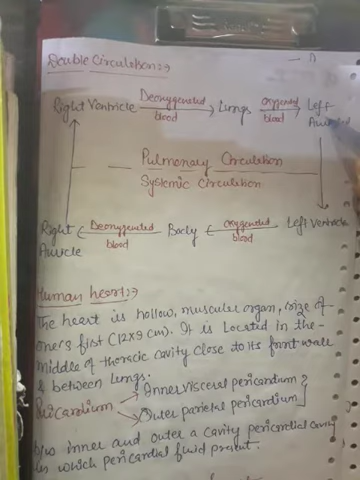 Double Circulation:->
Right Ventricle Deoxygenated blood Lungs oxygenated blood Left Auricle
Pulmonary Circulation
Systemic Circulation
Right Auricle Deoxygenated blood Body oxygenated blood Left Ventricle
Human heart:->
The heart is hollow, muscular organ, size of
one's fist (12x9 cm). It is located in the
middle of thoracic cavity close to its front wall
& between lungs.
Pericardium Inner visceral pericardium
Outer parietal pericardium
b/w inner and outer a cavity pericardial cavity
in which pericardial fluid present.